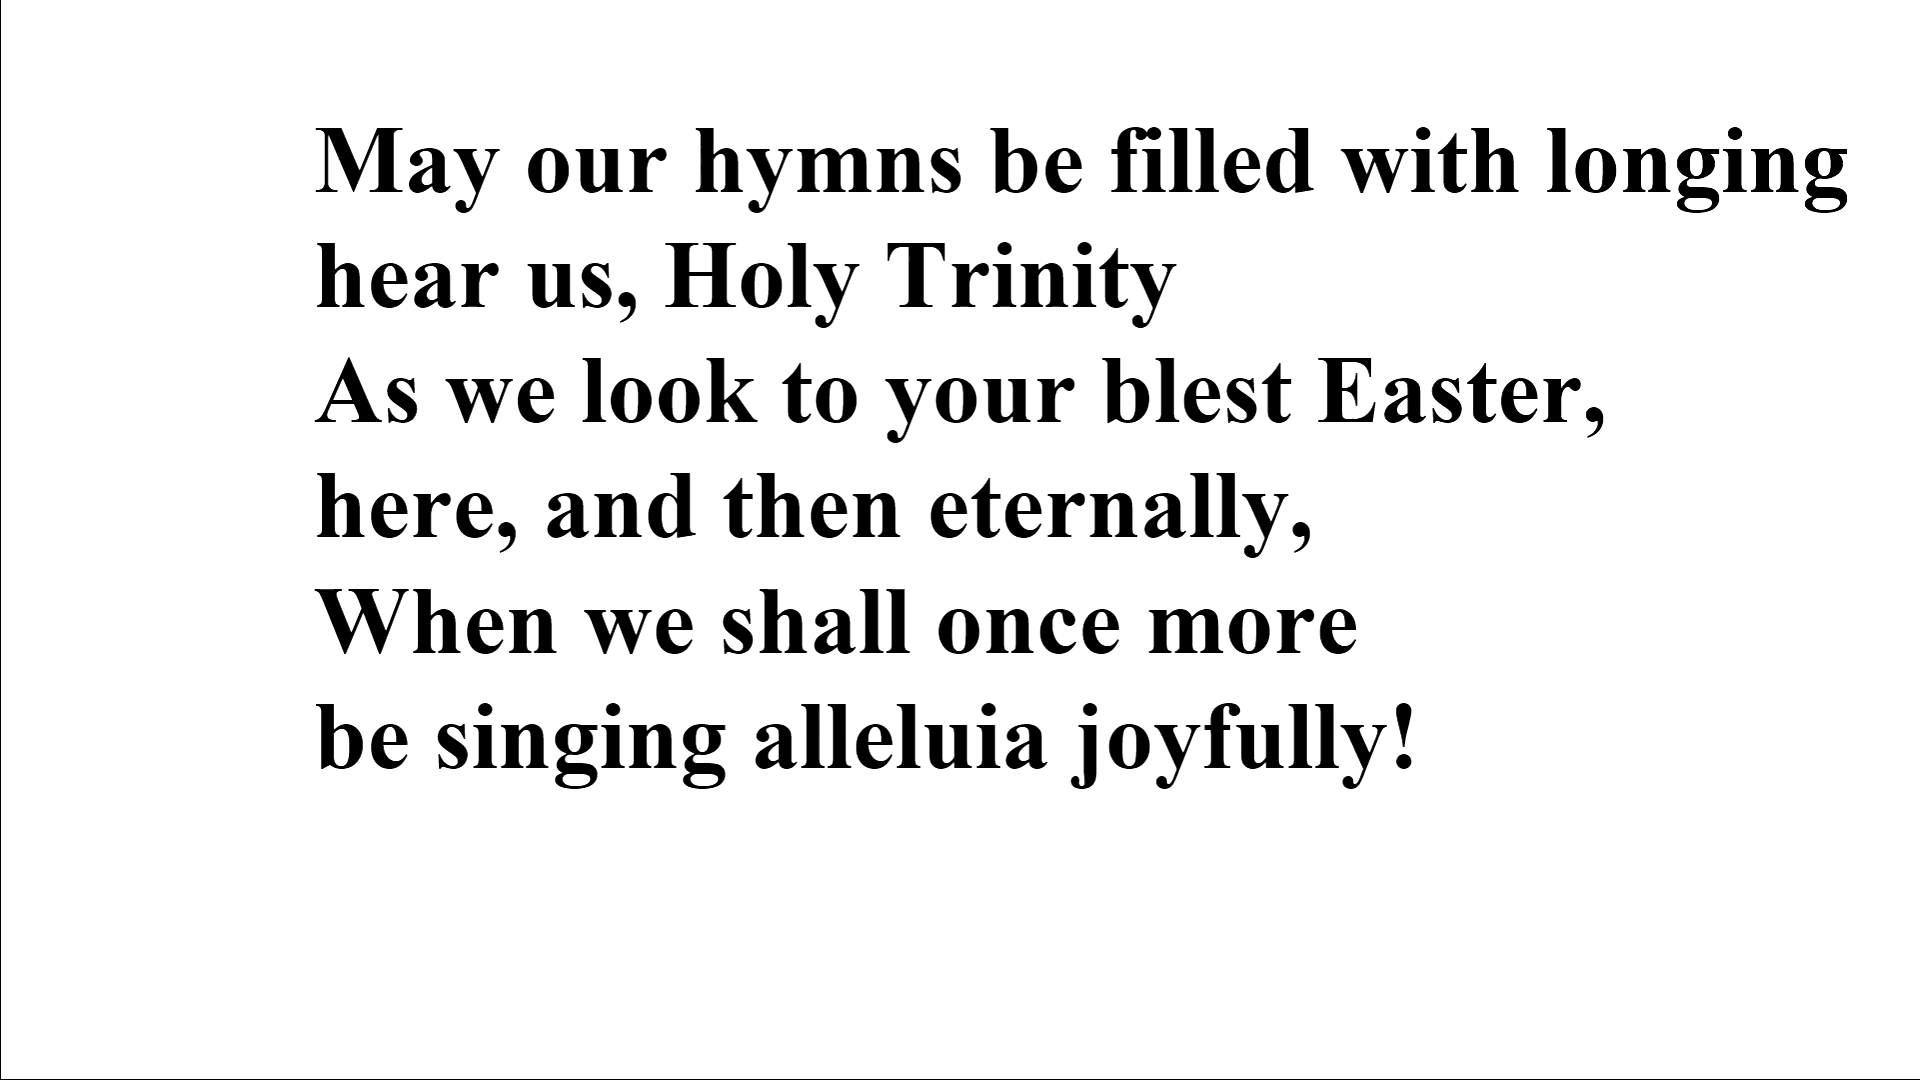 May our hymns be filled with longing
hear us, Holy Trinity
As we look to your blest Easter,
here, and then eternally,
When we shall once more
be singing alleluia joyfully!